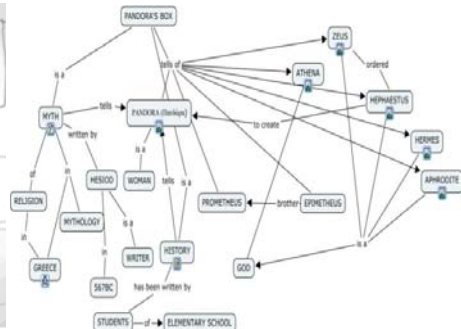 PANDORA'S BOX
ZEUS
tells of
ordered
ATHENA
is a
HEPHAESTUS
MYTH
tells
PANDORA
to create
written by
HERMES
is a
APHRODITE
HESIOD
WOMAN
is a
of
in
tells
RELIGION
PROMETHEUS
brother
EPIMETHEUS
MYTHOLOGY
is a
is a
in
in
WRITER
HISTORY
GREECE
GOD
567BC
has been written by
STUDENTS
of
ELEMENTARY SCHOOL